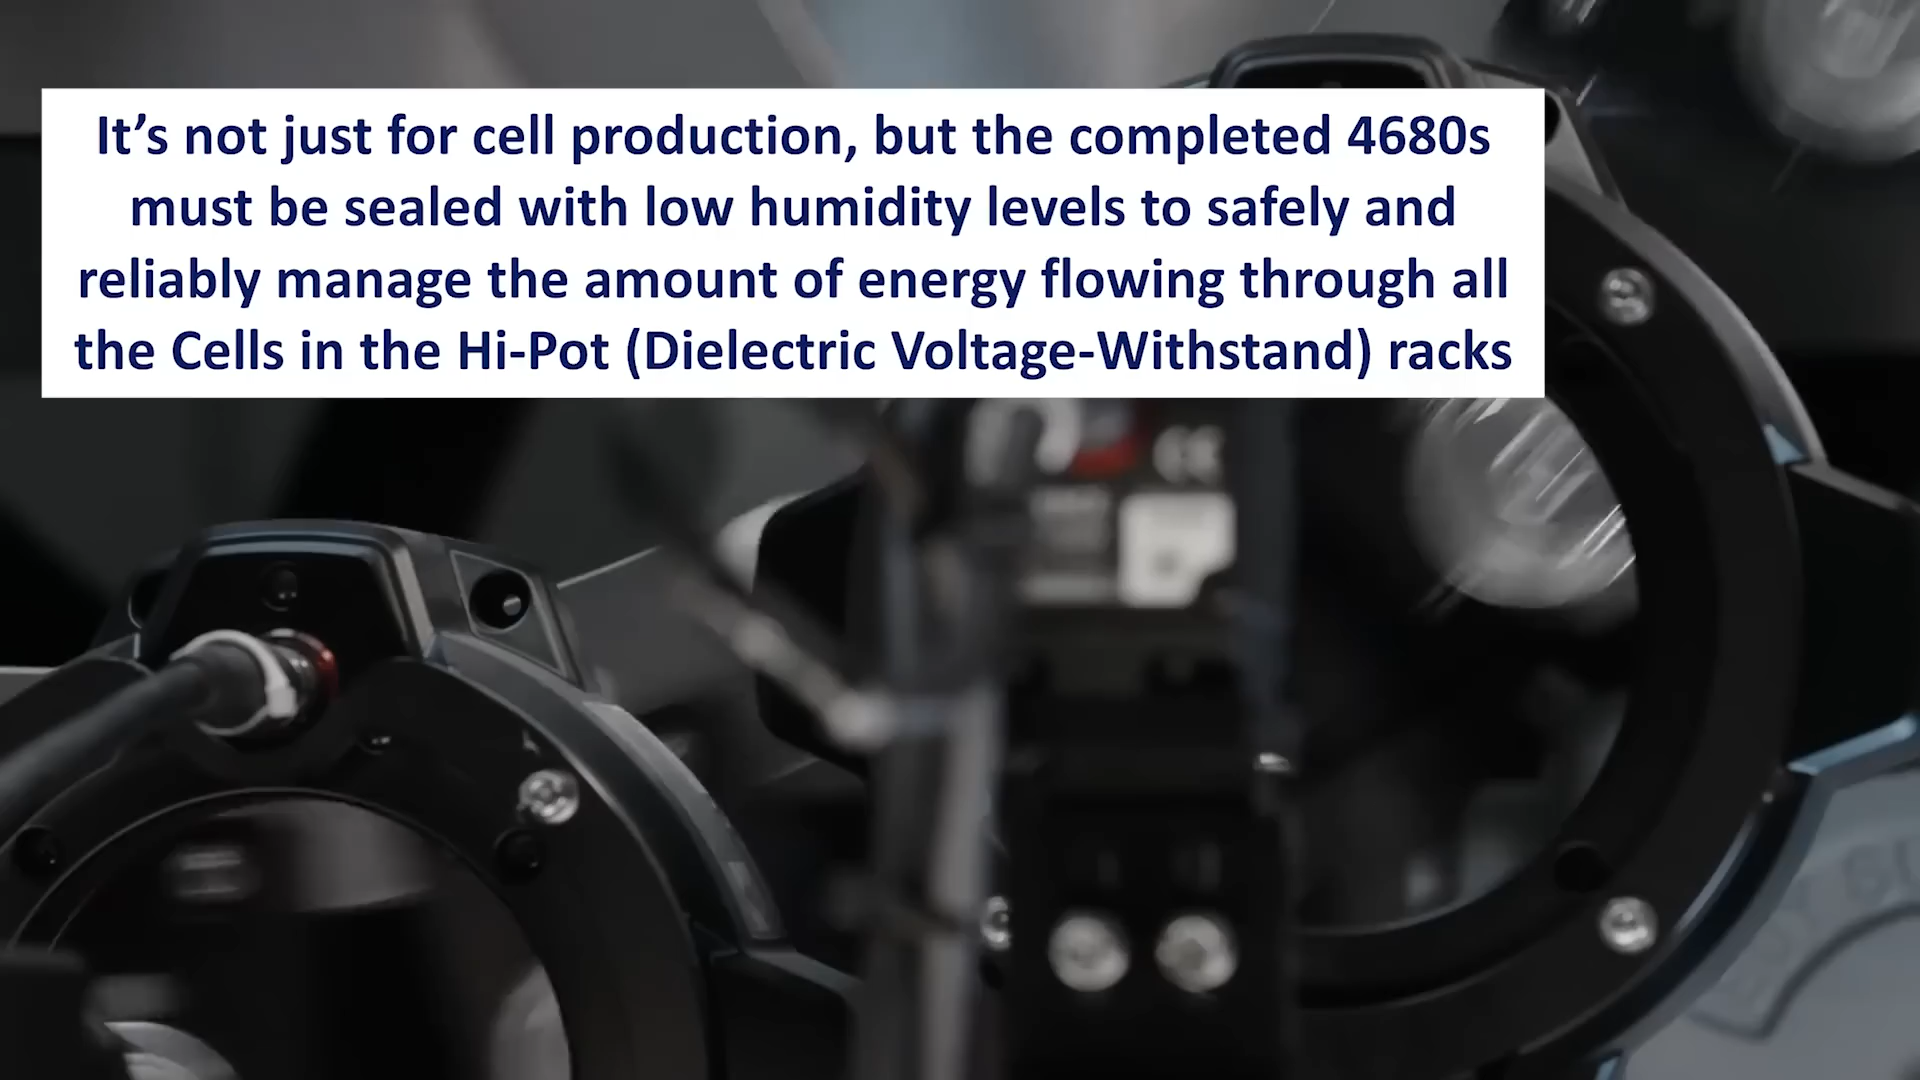 It’s not just for cell production, but the completed 4680s
must be sealed with low humidity levels to safely and
reliably manage the amount of energy flowing through all
the Cells in the Hi-Pot (Dielectric Voltage-Withstand) racks
CE